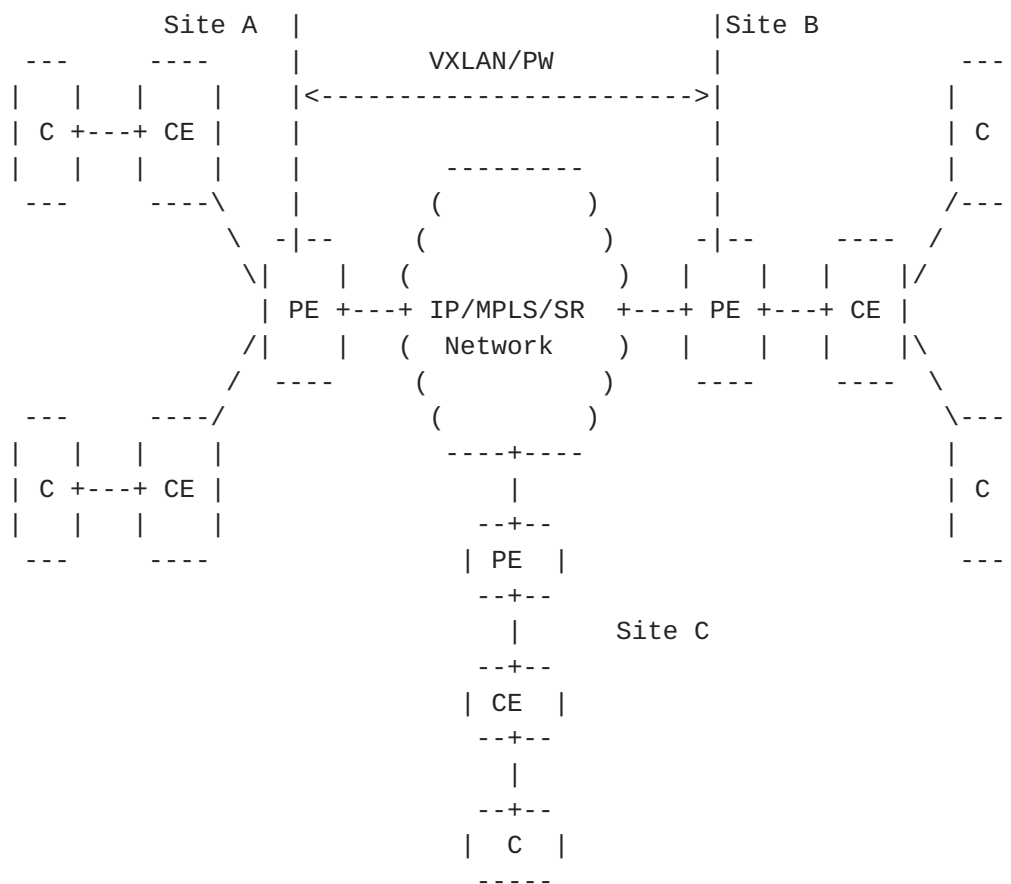 Site A Site B
VXLAN/PW
C CE C
PE IP/MPLS/SR PE CE
Network
C CE C
PE
Site C
CE
C